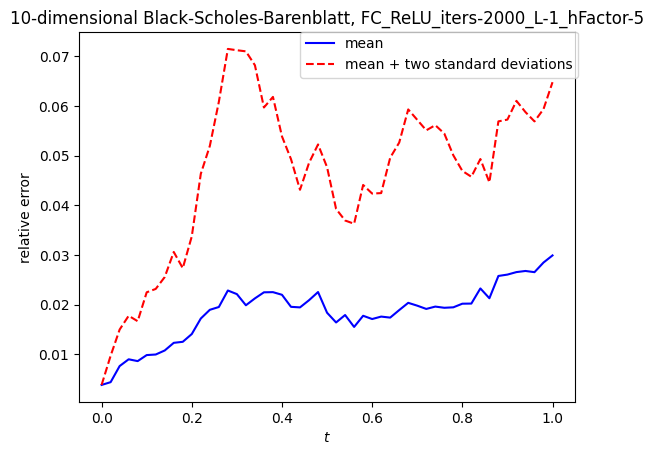 10-dimensional Black-Scholes-Barenblatt, FC_ReLU_iters-2000_L-1_hFactor-5
mean
mean + two standard deviations
relative error
0.07
0.06
0.05
0.04
0.03
0.02
0.01
0.0 0.2 0.4 0.6 0.8 1.0
t